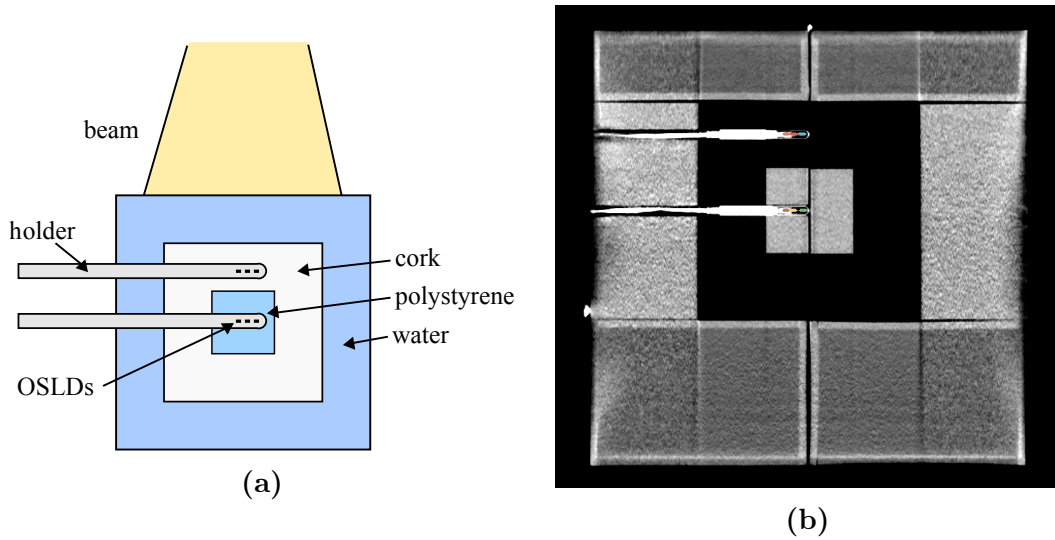 beam
holder
cork
polystyrene
water
OSLDs
(a)
(b)